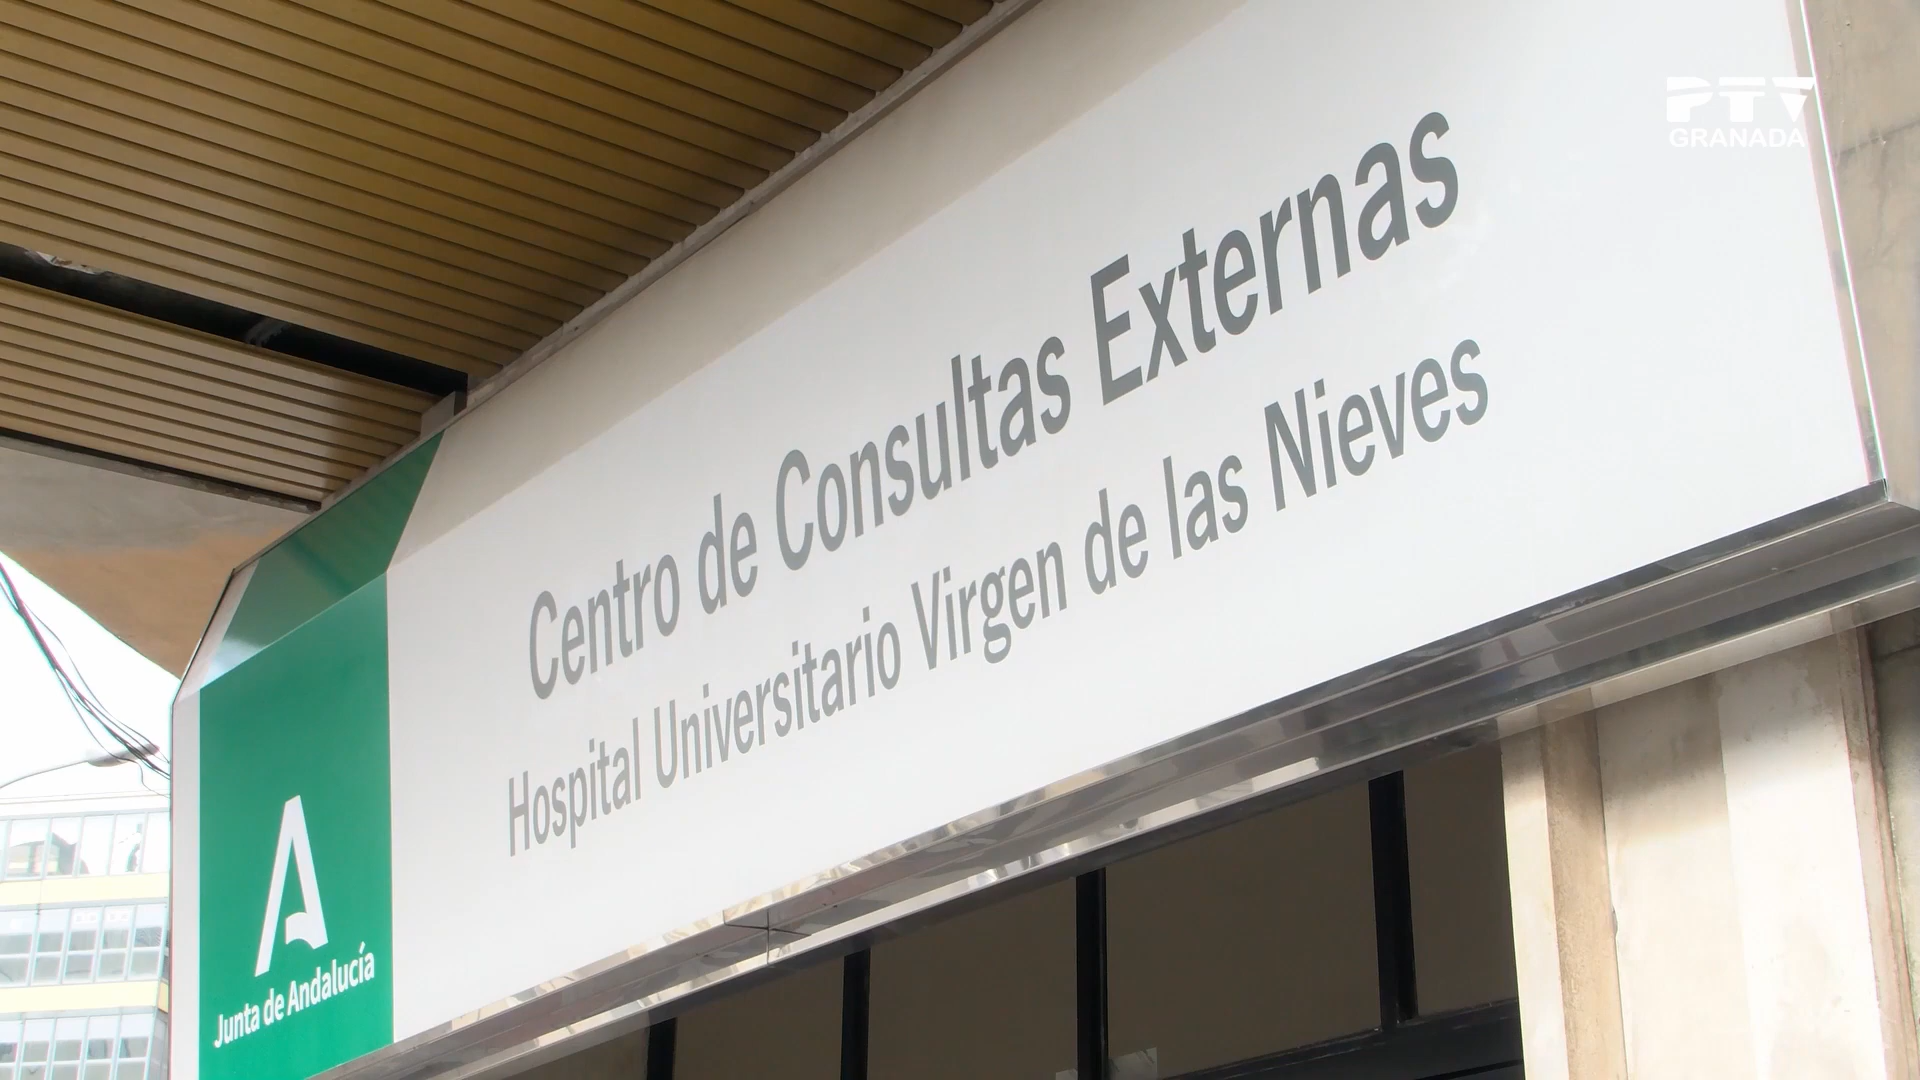 PTV
GRANADA
Centro de Consultas Externas
Hospital Universitario Virgen de las Nieves
Junta de Andalucía